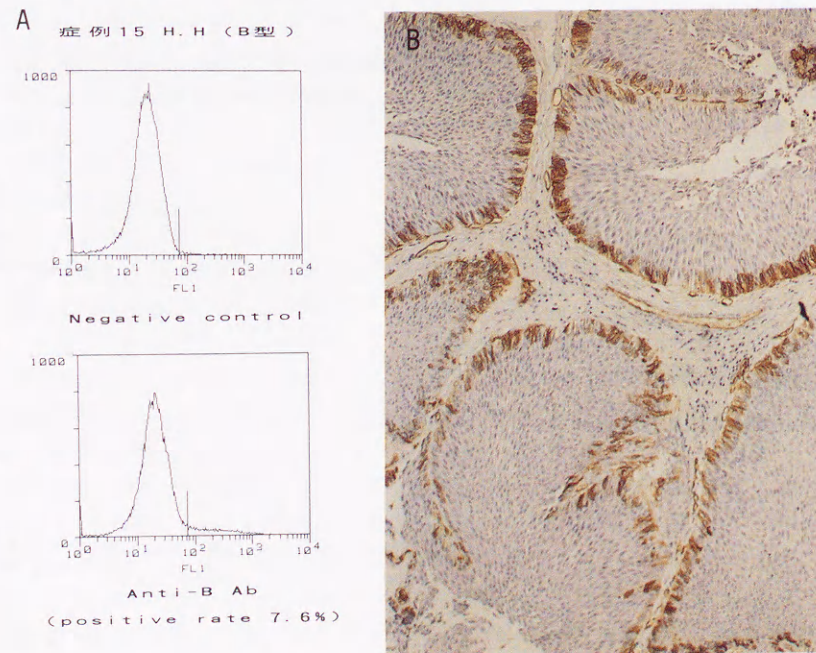 A
症例15 H.H (B型)
1000
0
10⁰ 10¹ 10² 10³ 10⁴
FL1
Negative control
1000
0
10⁰ 10¹ 10² 10³ 10⁴
FL1
Anti-B Ab
(positive rate 7.6%)
B